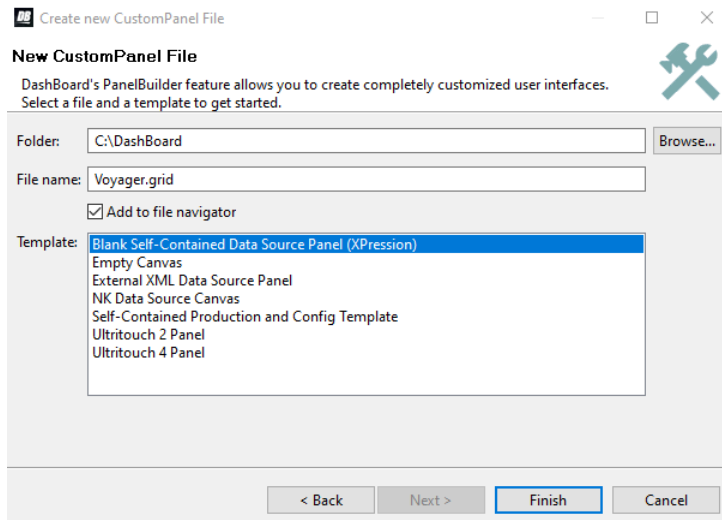 DB Create new CustomPanel File
New CustomPanel File
DashBoard's PanelBuilder feature allows you to create completely customized user interfaces.
Select a file and a template to get started.
Folder: C:\DashBoard Browse...
File name: Voyager.grid
Add to file navigator
Template: Blank Self-Contained Data Source Panel (XPression)
Empty Canvas
External XML Data Source Panel
NK Data Source Canvas
Self-Contained Production and Config Template
Ultritouch 2 Panel
Ultritouch 4 Panel
< Back Next > Finish Cancel